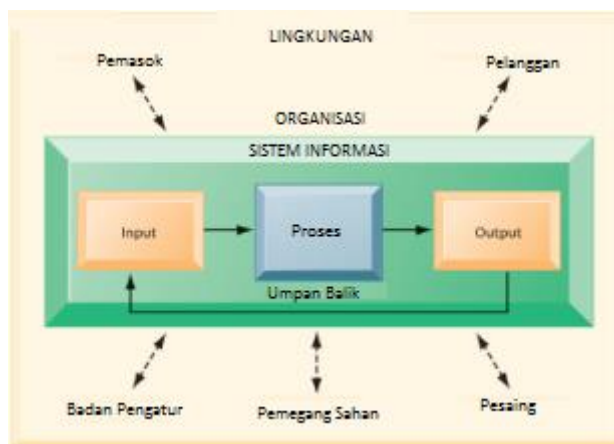 LINGKUNGAN
Pemasok
Pelanggan
ORGANISASI
SISTEM INFORMASI
Input
Proses
Output
Umpan Balik
Badan Pengatur
Pemegang Sahan
Pesaing